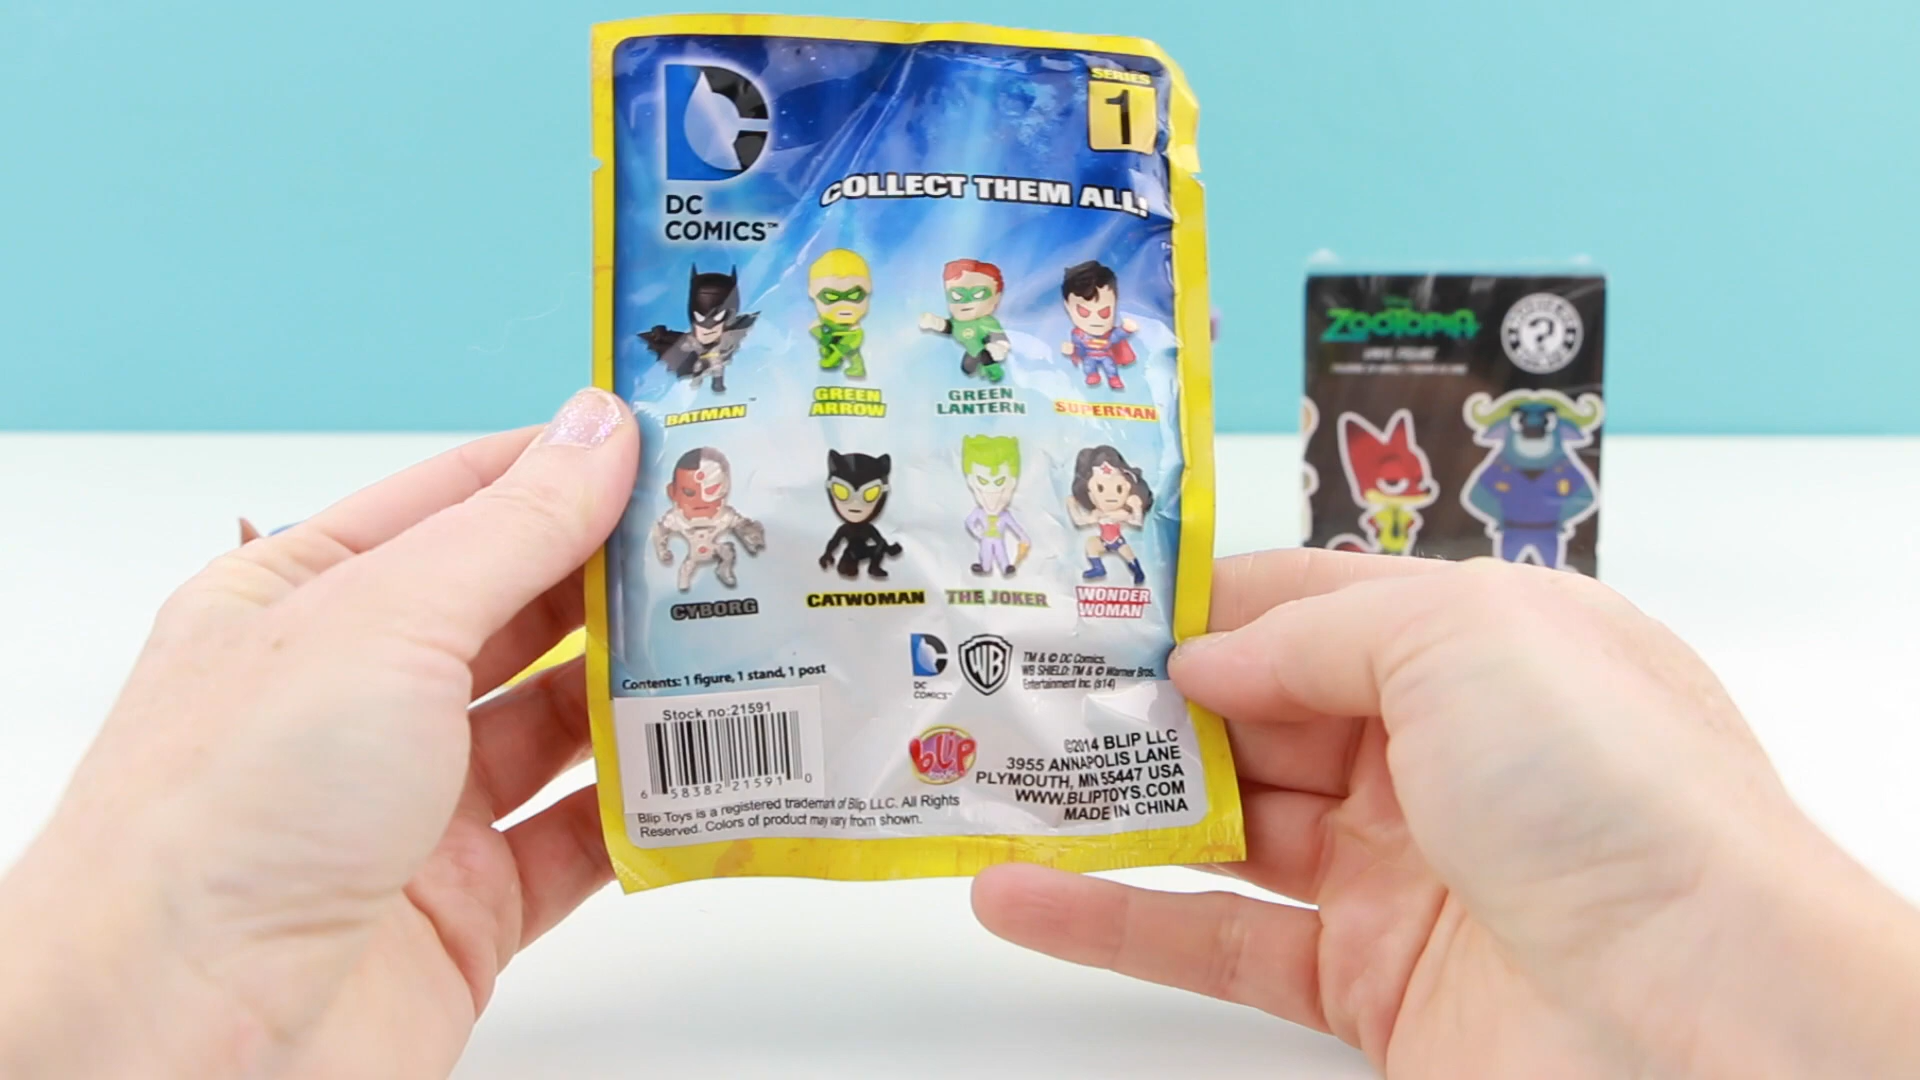 SERIES
1
DC
COMICS™
COLLECT THEM ALL!
BATMAN™
GREEN
ARROW
GREEN
LANTERN
SUPERMAN
CYBORG
CATWOMAN
THE JOKER
WONDER
WOMAN
Contents: 1 figure, 1 stand, 1 post
DC
COMICS™
WB
TM & © DC Comics.
WB SHIELD: TM & © Warner Bros.
Entertainment Inc. (s14)
Stock no:21591
6 58382 21591 0
blip
©2014 BLIP LLC
3955 ANNAPOLIS LANE
PLYMOUTH, MN 55447 USA
WWW.BLIPTOYS.COM
MADE IN CHINA
Blip Toys is a registered trademark of Blip LLC. All Rights
Reserved. Colors of product may vary from shown.
ZOOTOPIA
?